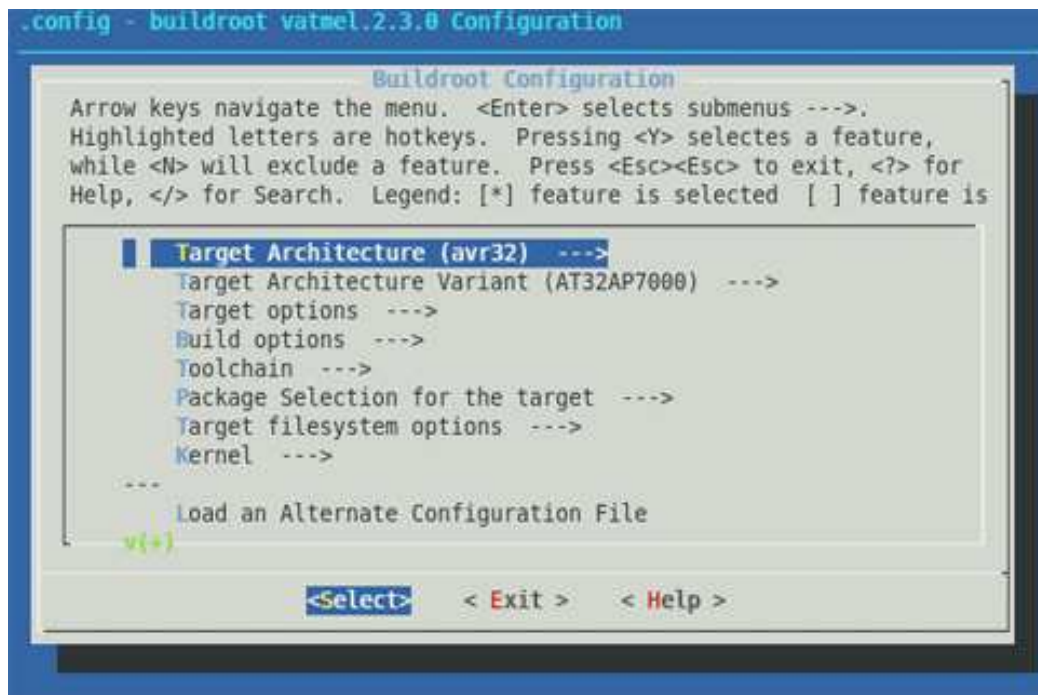 .config - buildroot vatmel.2.3.0 Configuration
Buildroot Configuration
Arrow keys navigate the menu.  <Enter> selects submenus --->.
Highlighted letters are hotkeys.  Pressing <Y> selectes a feature,
while <N> will exclude a feature.  Press <Esc><Esc> to exit, <?> for
Help, </> for Search.  Legend: [*] feature is selected  [ ] feature is
Target Architecture (avr32)  --->
Target Architecture Variant (AT32AP7000)  --->
Target options  --->
Build options  --->
Toolchain  --->
Package Selection for the target  --->
Target filesystem options  --->
Kernel  --->
---
Load an Alternate Configuration File
v(+)
<Select>    < Exit >    < Help >